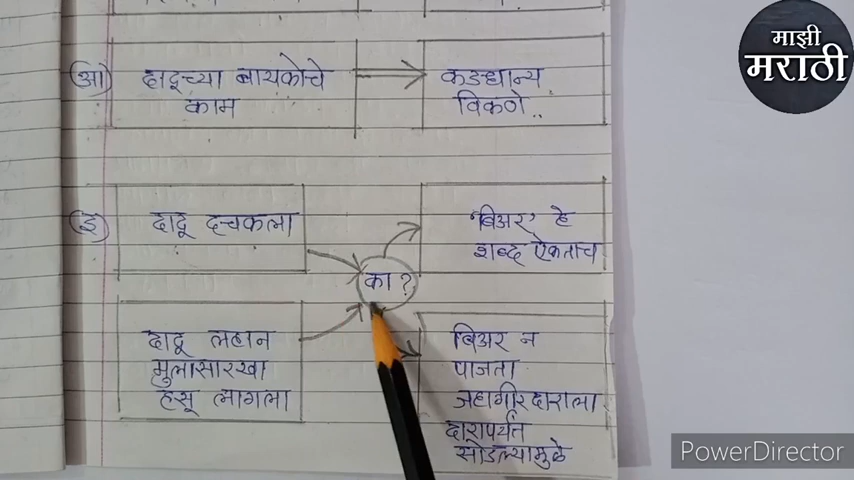 माझी
मराठी
आ) दादूच्या बायकोचे
काम
कडधान्य
विकणे..
इ) दादू दचकला
'बिअर' हे
शब्द ऐकताच
का?
दादू लहान
मुलासारखा
हसू लागला
बिअर न
पाजता
जहागीरदाराला
दारापर्यंत
सोडल्यामुळे
PowerDirector